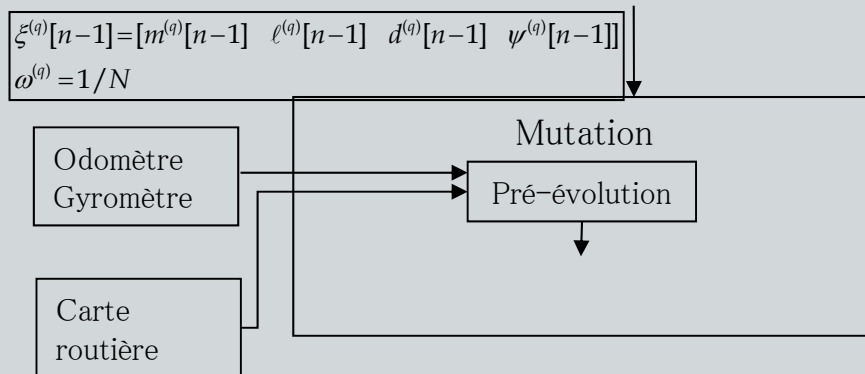 ξ^(q)[n−1]=[m^(q)[n−1] ℓ^(q)[n−1] d^(q)[n−1] ψ^(q)[n−1]]
ω^(q) =1/N
Mutation
Odomètre
Gyromètre
Pré-évolution
Carte
routière